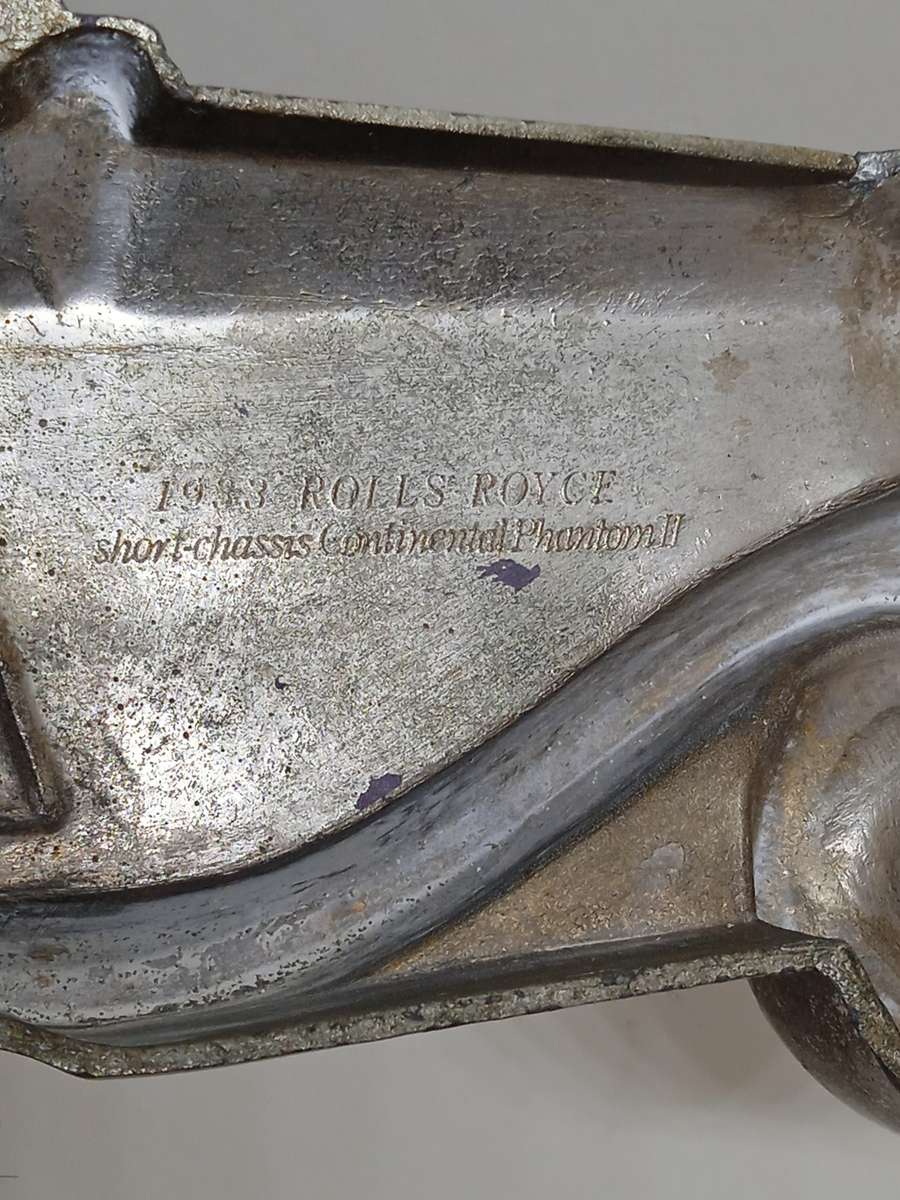 1933 ROLLS ROYCE
short-chassis Continental Phantom II